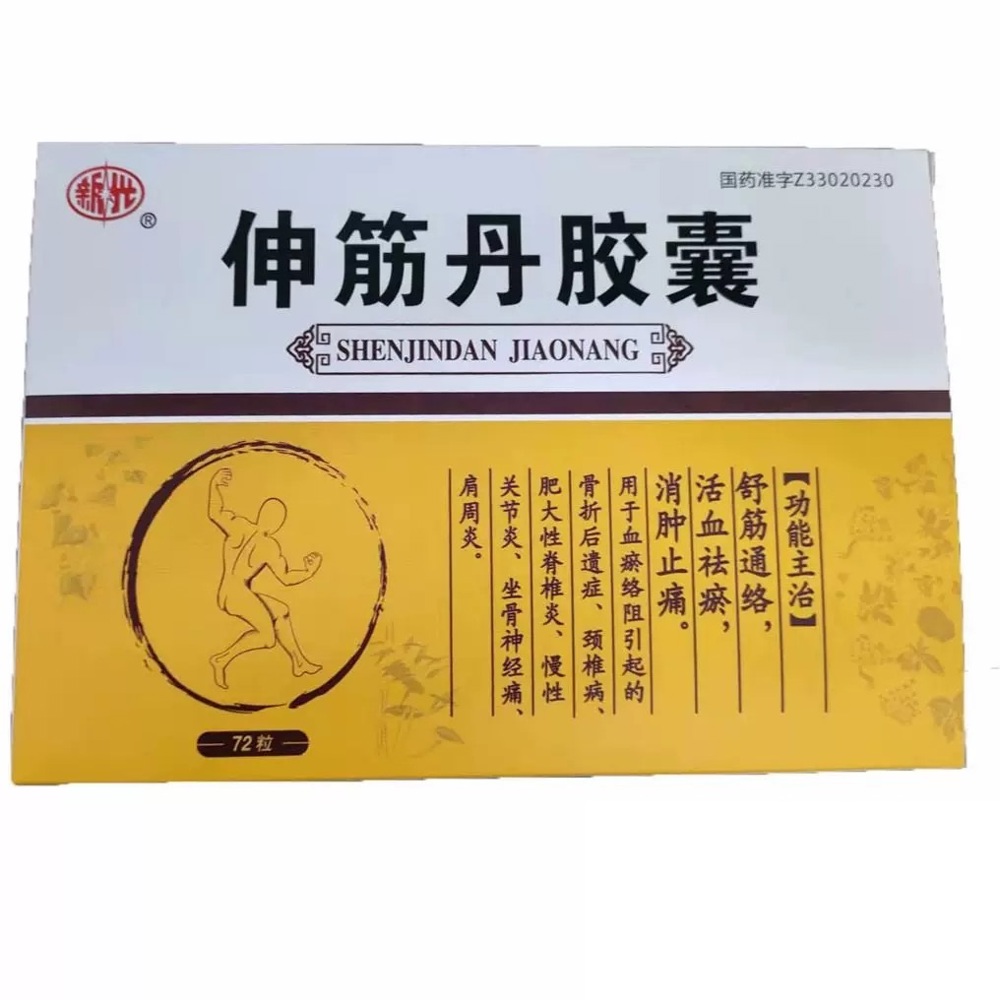 新光
®
国药准字Z33020230
伸筋丹胶囊
SHENJINDAN JIAONANG
【功能主治】
舒筋通络，
活血祛瘀，
消肿止痛。
用于血瘀络阻引起的
骨折后遗症、颈椎病、
肥大性脊椎炎、慢性
关节炎、坐骨神经痛、
肩周炎。
72粒